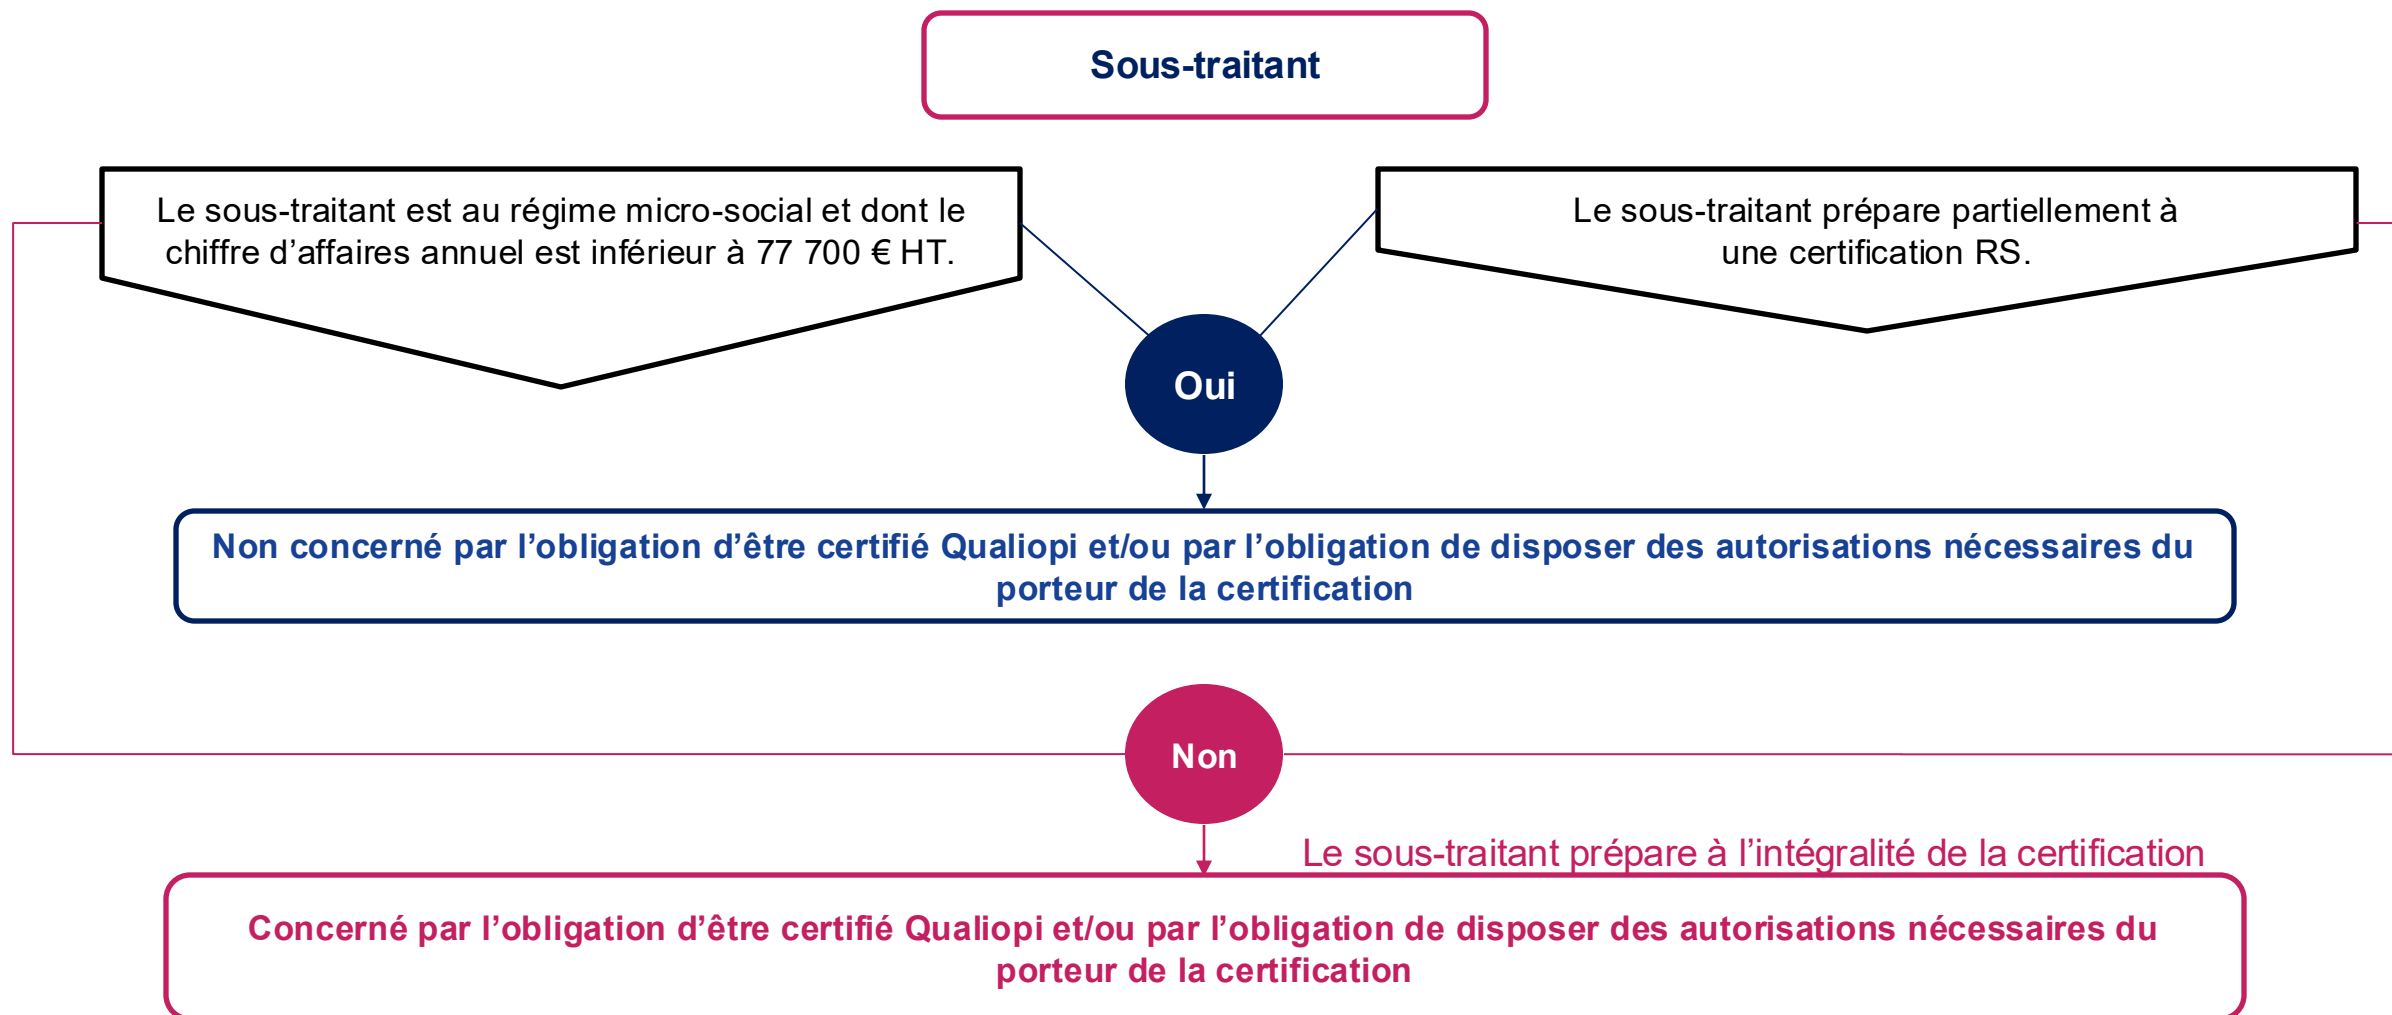 Sous-traitant
Le sous-traitant est au régime micro-social et dont le
chiffre d’affaires annuel est inférieur à 77 700 € HT.
Le sous-traitant prépare partiellement à
une certification RS.
Oui
Non concerné par l’obligation d’être certifié Qualiopi et/ou par l’obligation de disposer des autorisations nécessaires du
porteur de la certification
Non
Le sous-traitant prépare à l’intégralité de la certification
Concerné par l’obligation d’être certifié Qualiopi et/ou par l’obligation de disposer des autorisations nécessaires du
porteur de la certification